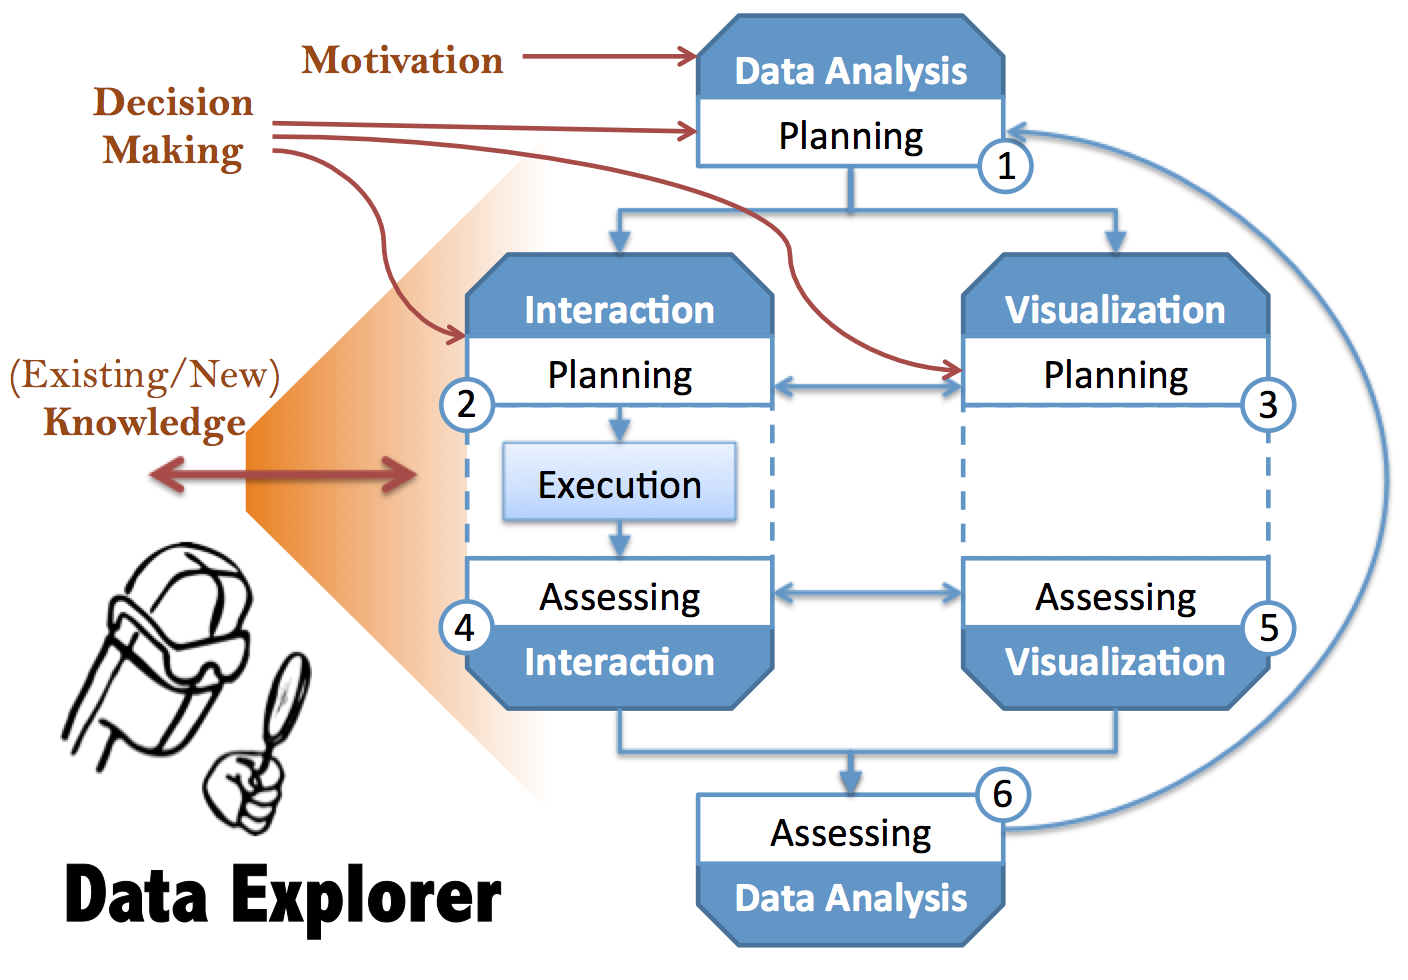 Motivation
Decision
Making
Data Analysis
Planning
1
Interaction
Planning
2
Visualization
Planning
3
(Existing/New)
Knowledge
Execution
Assessing
4
Interaction
Assessing
5
Visualization
6
Assessing
Data Analysis
Data Explorer